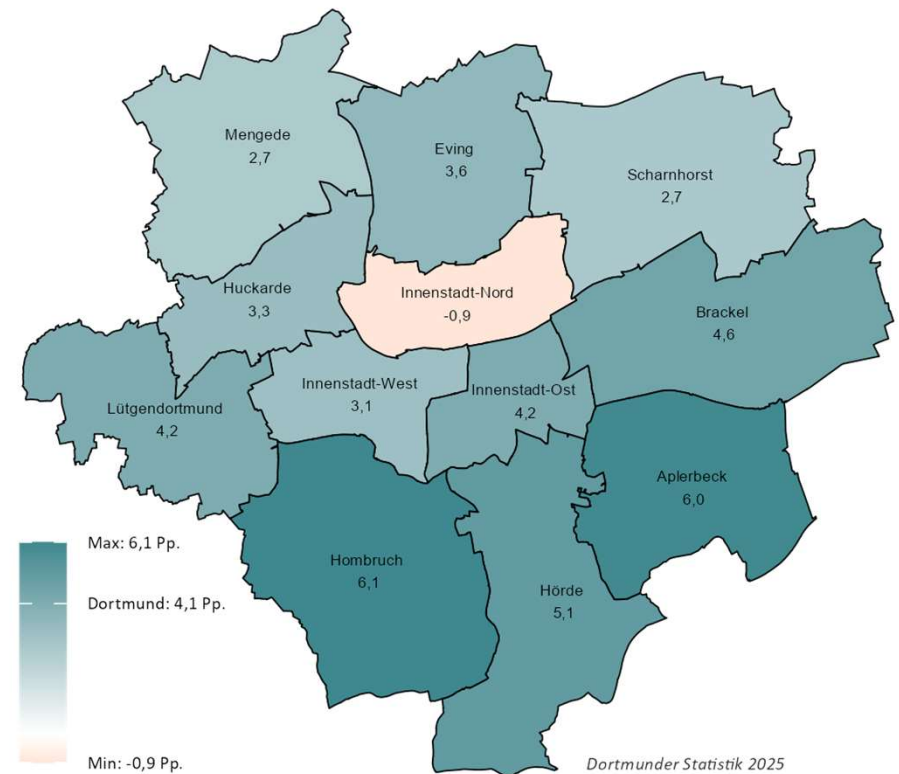 Mengede
2,7
Eving
3,6
Scharnhorst
2,7
Huckarde
3,3
Innenstadt-Nord
-0,9
Brackel
4,6
Lütgendortmund
4,2
Innenstadt-West
3,1
Innenstadt-Ost
4,2
Aplerbeck
6,0
Hombruch
6,1
Hörde
5,1
Max: 6,1 Pp.
Dortmund: 4,1 Pp.
Min: -0,9 Pp.
Dortmunder Statistik 2025